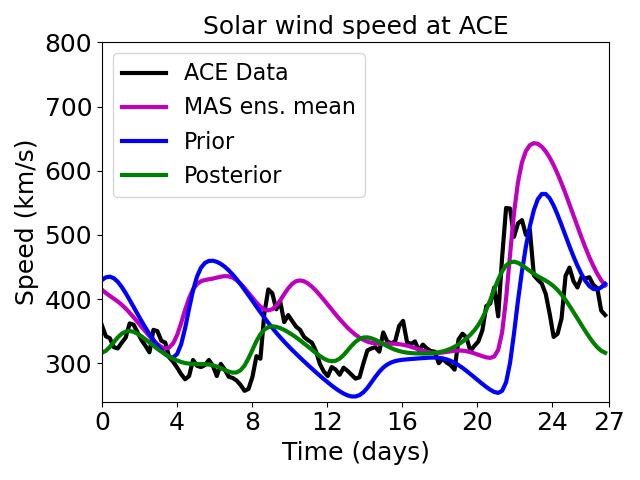 Solar wind speed at ACE
800
700
600
500
400
300
Speed (km/s)
ACE Data
MAS ens. mean
Prior
Posterior
0 4 8 12 16 20 24 27
Time (days)